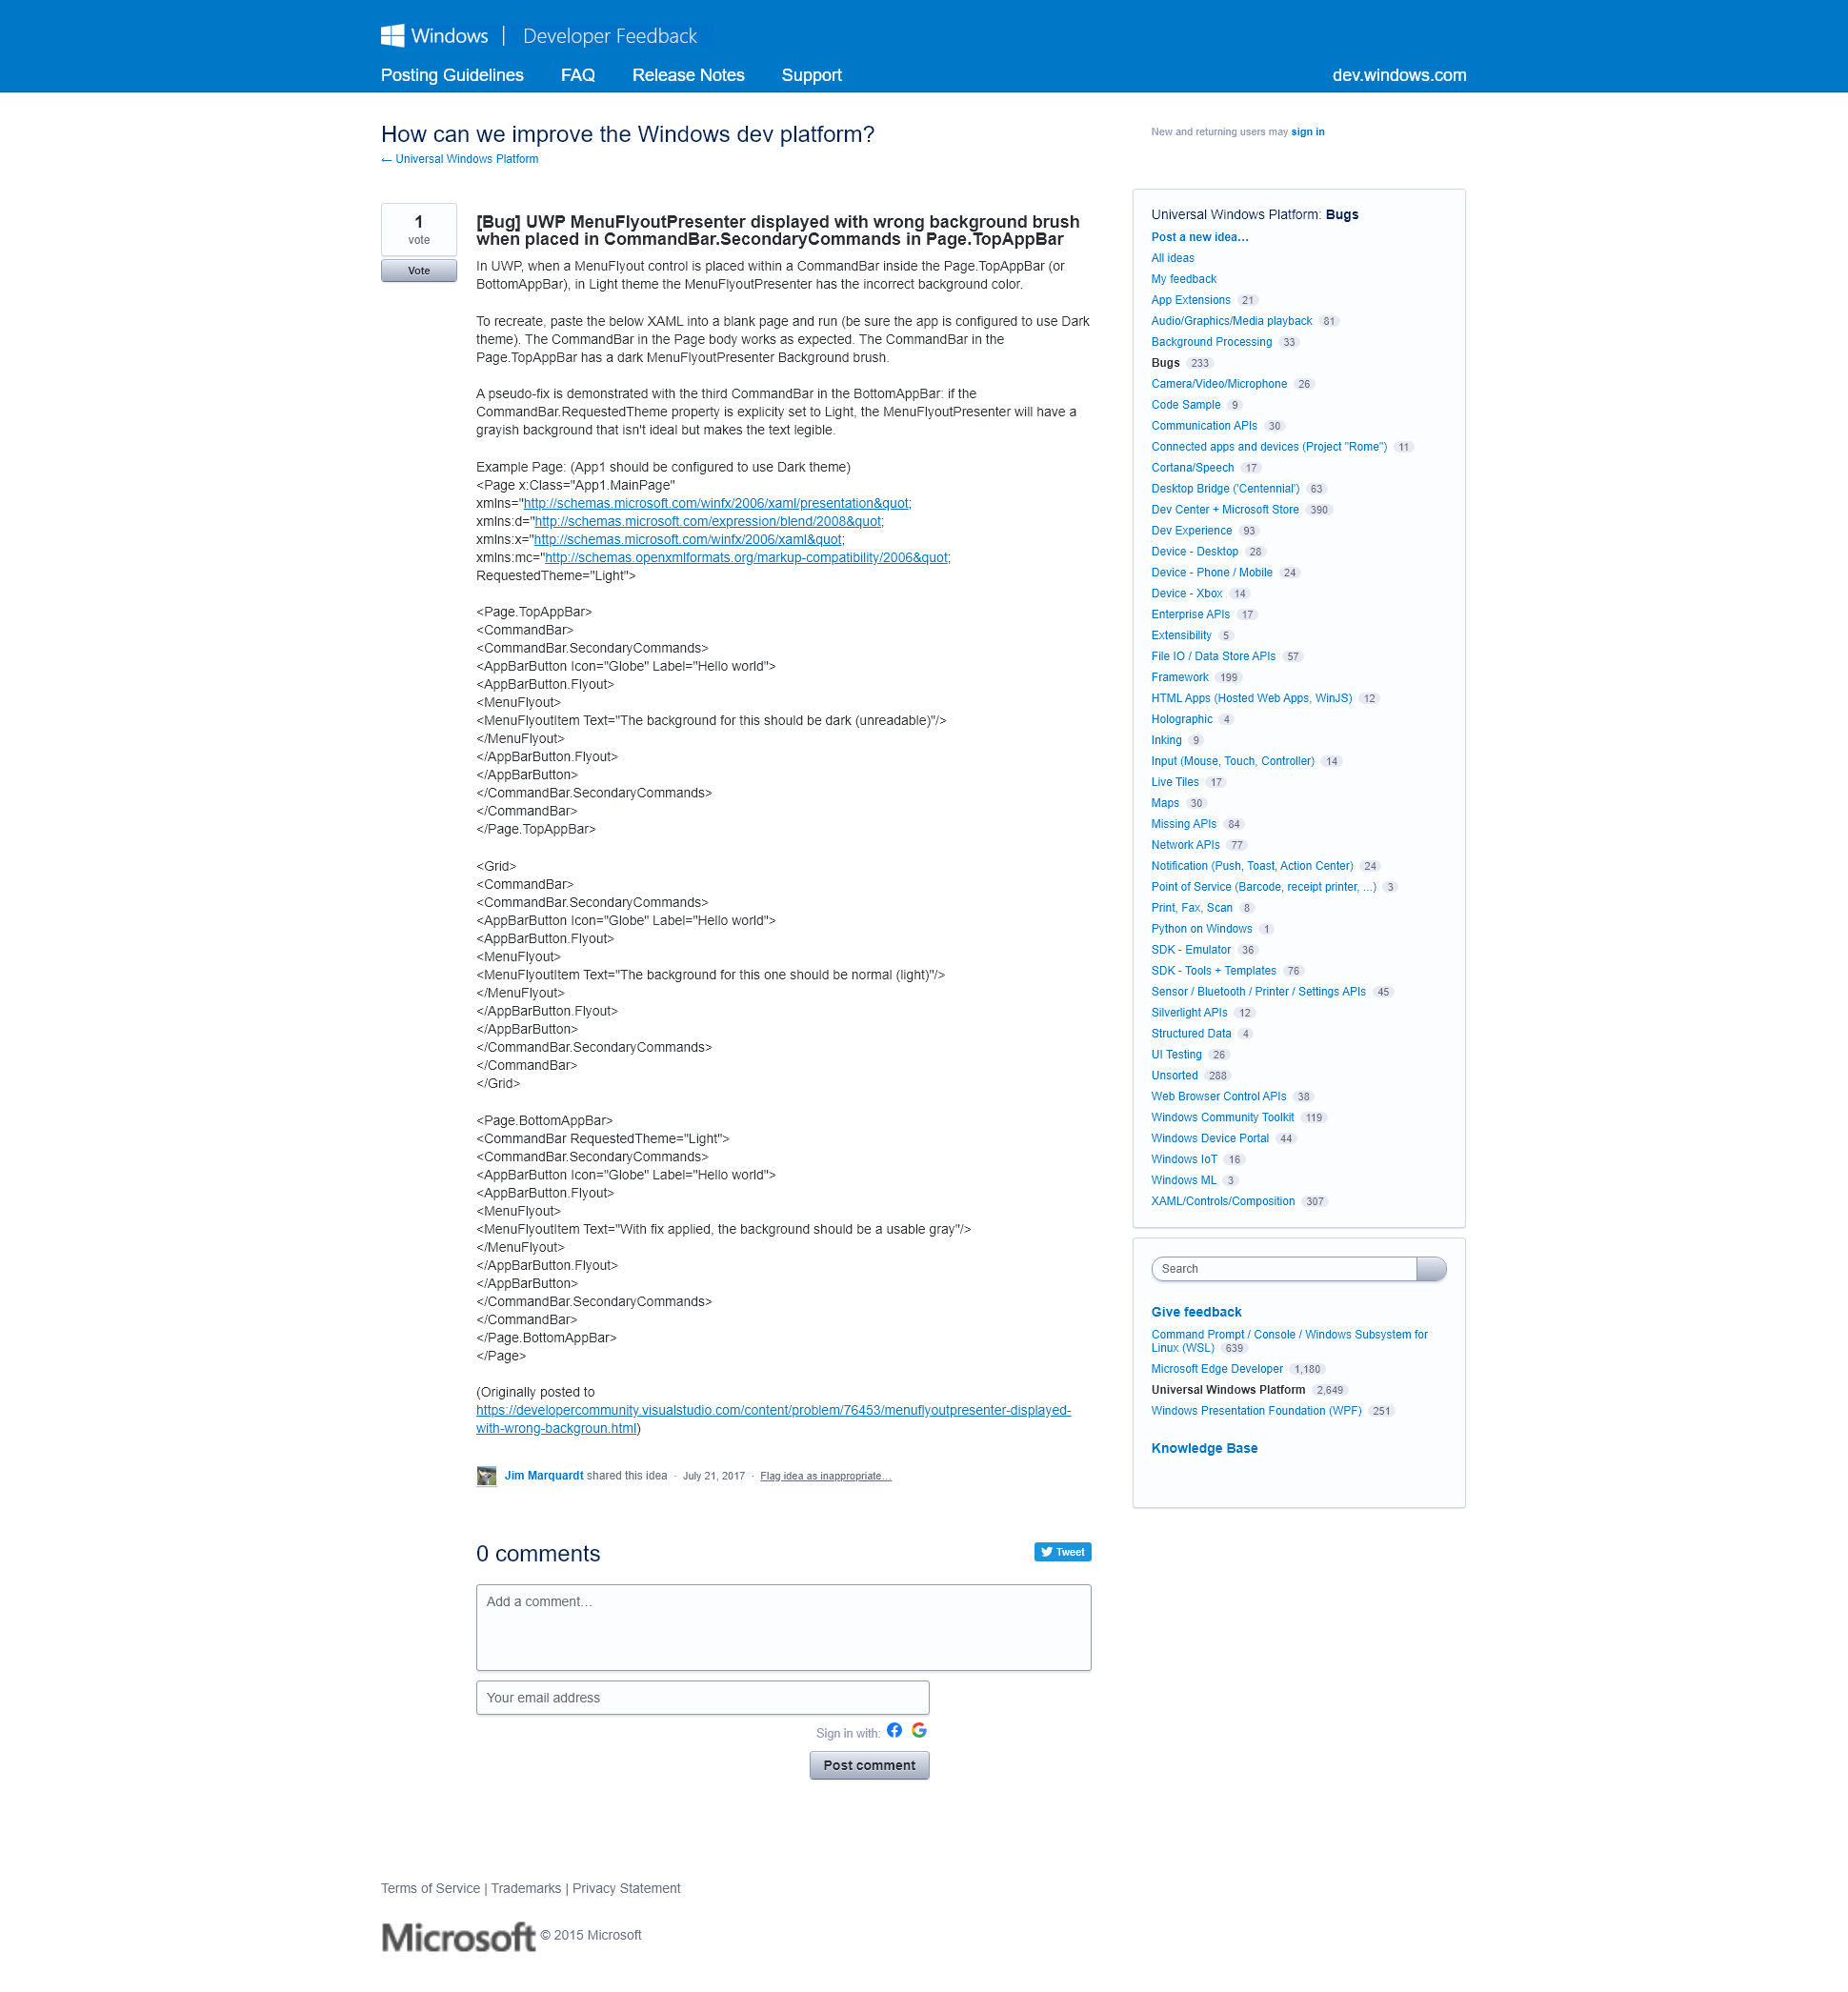 Windows | Developer Feedback
Posting Guidelines FAQ Release Notes Support dev.windows.com
How can we improve the Windows dev platform?
← Universal Windows Platform
New and returning users may sign in
1
vote
Vote
[Bug] UWP MenuFlyoutPresenter displayed with wrong background brush
when placed in CommandBar.SecondaryCommands in Page.TopAppBar
In UWP, when a MenuFlyout control is placed within a CommandBar inside the Page.TopAppBar (or
BottomAppBar), in Light theme the MenuFlyoutPresenter has the incorrect background color.
To recreate, paste the below XAML into a blank page and run (be sure the app is configured to use Dark
theme). The CommandBar in the Page body works as expected. The CommandBar in the
Page.TopAppBar has a dark MenuFlyoutPresenter Background brush.
A pseudo-fix is demonstrated with the third CommandBar in the BottomAppBar: if the
CommandBar.RequestedTheme property is explicity set to Light, the MenuFlyoutPresenter will have a
grayish background that isn't ideal but makes the text legible.
Example Page: (App1 should be configured to use Dark theme)
<Page x:Class="App1.MainPage"
xmlns="http://schemas.microsoft.com/winfx/2006/xaml/presentation&quot;
xmlns:d="http://schemas.microsoft.com/expression/blend/2008&quot;
xmlns:x="http://schemas.microsoft.com/winfx/2006/xaml&quot;
xmlns:mc="http://schemas.openxmlformats.org/markup-compatibility/2006&quot;
RequestedTheme="Light">
<Page.TopAppBar>
<CommandBar>
<CommandBar.SecondaryCommands>
<AppBarButton Icon="Globe" Label="Hello world">
<AppBarButton.Flyout>
<MenuFlyout>
<MenuFlyoutItem Text="The background for this should be dark (unreadable)"/>
</MenuFlyout>
</AppBarButton.Flyout>
</AppBarButton>
</CommandBar.SecondaryCommands>
</CommandBar>
</Page.TopAppBar>
<Grid>
<CommandBar>
<CommandBar.SecondaryCommands>
<AppBarButton Icon="Globe" Label="Hello world">
<AppBarButton.Flyout>
<MenuFlyout>
<MenuFlyoutItem Text="The background for this one should be normal (light)"/>
</MenuFlyout>
</AppBarButton.Flyout>
</AppBarButton>
</CommandBar.SecondaryCommands>
</CommandBar>
</Grid>
<Page.BottomAppBar>
<CommandBar RequestedTheme="Light">
<CommandBar.SecondaryCommands>
<AppBarButton Icon="Globe" Label="Hello world">
<AppBarButton.Flyout>
<MenuFlyout>
<MenuFlyoutItem Text="With fix applied, the background should be a usable gray"/>
</MenuFlyout>
</AppBarButton.Flyout>
</AppBarButton>
</CommandBar.SecondaryCommands>
</CommandBar>
</Page.BottomAppBar>
</Page>
(Originally posted to
https://developercommunity.visualstudio.com/content/problem/76453/menuflyoutpresenter-displayed-
with-wrong-backgroun.html)
Jim Marquardt shared this idea · July 21, 2017 · Flag idea as inappropriate…
0 comments
Tweet
Add a comment…
Your email address
Sign in with:
Post comment
Universal Windows Platform: Bugs
Post a new idea…
All ideas
My feedback
App Extensions 21
Audio/Graphics/Media playback 81
Background Processing 33
Bugs 233
Camera/Video/Microphone 26
Code Sample 9
Communication APIs 30
Connected apps and devices (Project "Rome") 11
Cortana/Speech 17
Desktop Bridge ('Centennial') 63
Dev Center + Microsoft Store 390
Dev Experience 93
Device - Desktop 28
Device - Phone / Mobile 24
Device - Xbox 14
Enterprise APIs 17
Extensibility 5
File IO / Data Store APIs 57
Framework 199
HTML Apps (Hosted Web Apps, WinJS) 12
Holographic 4
Inking 9
Input (Mouse, Touch, Controller) 14
Live Tiles 17
Maps 30
Missing APIs 84
Network APIs 77
Notification (Push, Toast, Action Center) 24
Point of Service (Barcode, receipt printer, ...) 3
Print, Fax, Scan 8
Python on Windows 1
SDK - Emulator 36
SDK - Tools + Templates 76
Sensor / Bluetooth / Printer / Settings APIs 45
Silverlight APIs 12
Structured Data 4
UI Testing 26
Unsorted 288
Web Browser Control APIs 38
Windows Community Toolkit 119
Windows Device Portal 44
Windows IoT 16
Windows ML 3
XAML/Controls/Composition 307
Search
Give feedback
Command Prompt / Console / Windows Subsystem for
Linux (WSL) 639
Microsoft Edge Developer 1,180
Universal Windows Platform 2,649
Windows Presentation Foundation (WPF) 251
Knowledge Base
Terms of Service | Trademarks | Privacy Statement
Microsoft © 2015 Microsoft